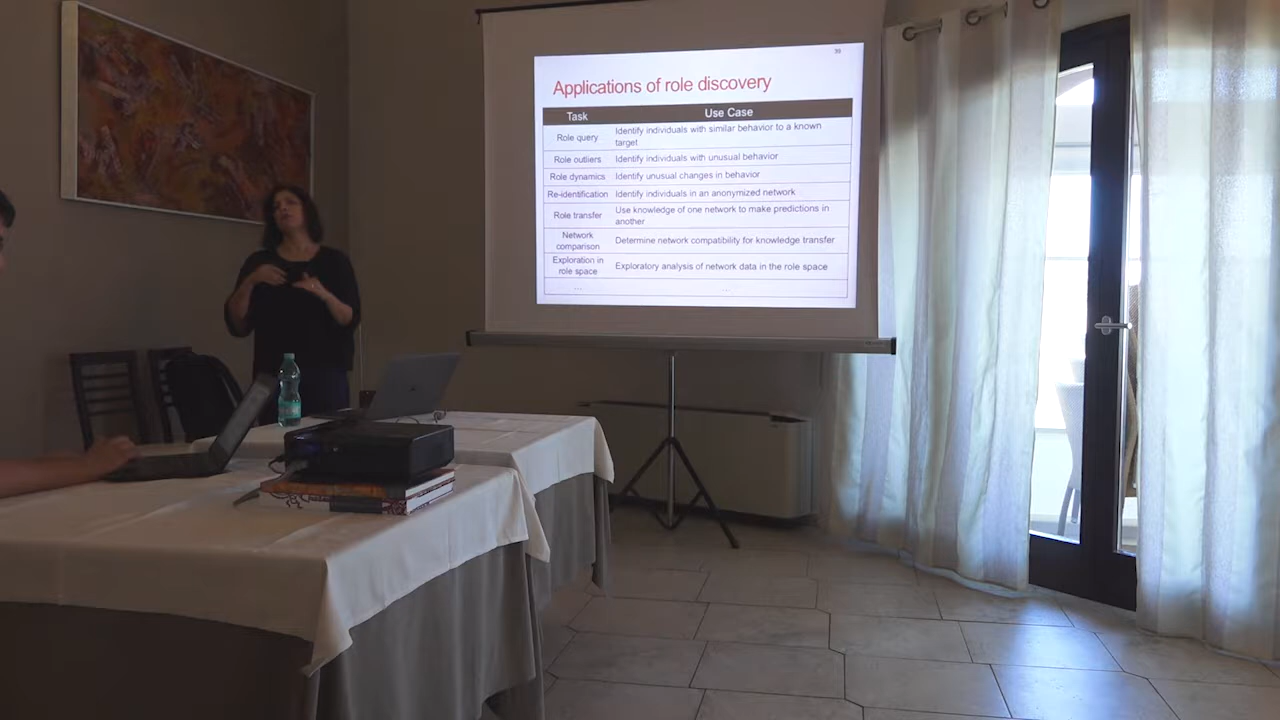 39
Applications of role discovery
Task Use Case
Role query Identify individuals with similar behavior to a known
target
Role outliers Identify individuals with unusual behavior
Role dynamics Identify unusual changes in behavior
Re-identification Identify individuals in an anonymized network
Role transfer Use knowledge of one network to make predictions in
another
Network
comparison Determine network compatibility for knowledge transfer
Exploration in
role space Exploratory analysis of network data in the role space
... ...